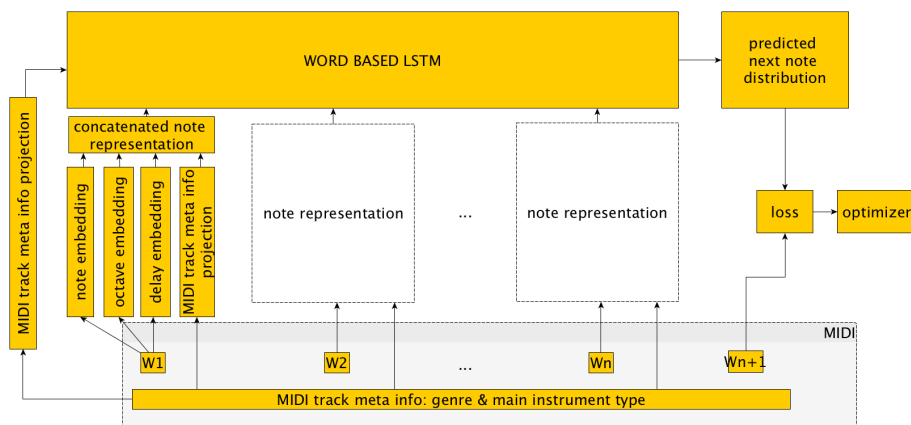 WORD BASED LSTM
predicted
next note
distribution
MIDI track meta info projection
concatenated note
representation
note embedding
octave embedding
delay embedding
MIDI track meta info
projection
note representation
...
note representation
loss
optimizer
MIDI
W1
W2
...
Wn
Wn+1
MIDI track meta info: genre & main instrument type